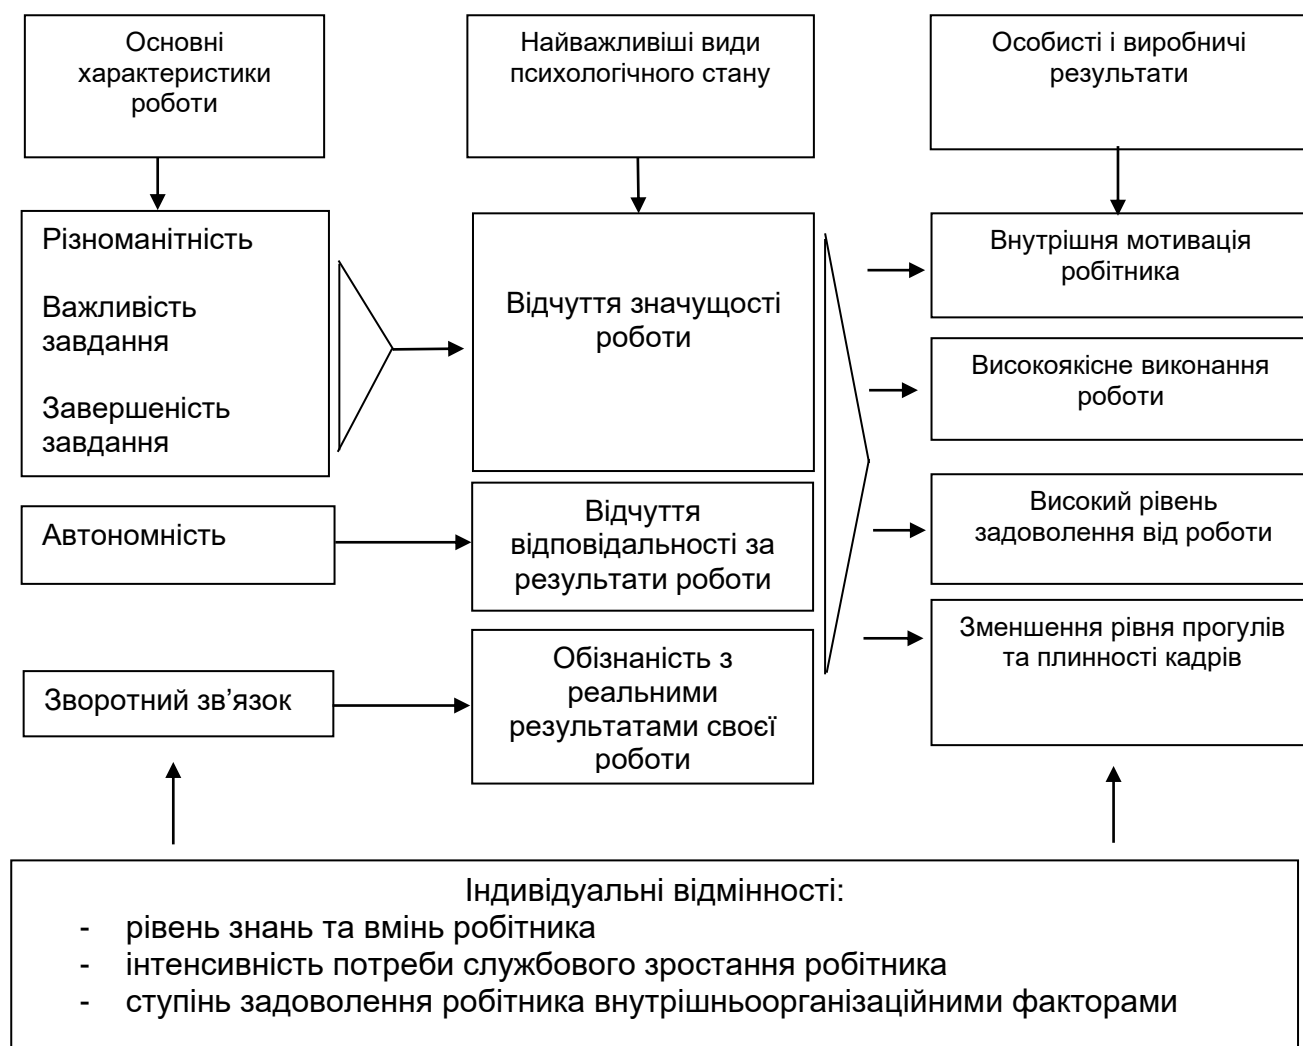 Основні
характеристики
роботи
Найважливіші види
психологічного стану
Особисті і виробничі
результати
Різноманітність
Важливість
завдання
Завершеність
завдання
Відчуття значущості
роботи
Внутрішня мотивація
робітника
Високоякісне виконання
роботи
Автономність
Відчуття
відповідальності за
результати роботи
Високий рівень
задоволення від роботи
Зворотний зв’язок
Обізнаність з
реальними
результатами своєї
роботи
Зменшення рівня прогулів
та плинності кадрів
Індивідуальні відмінності:
- рівень знань та вмінь робітника
- інтенсивність потреби службового зростання робітника
- ступінь задоволення робітника внутрішньоорганізаційними факторами